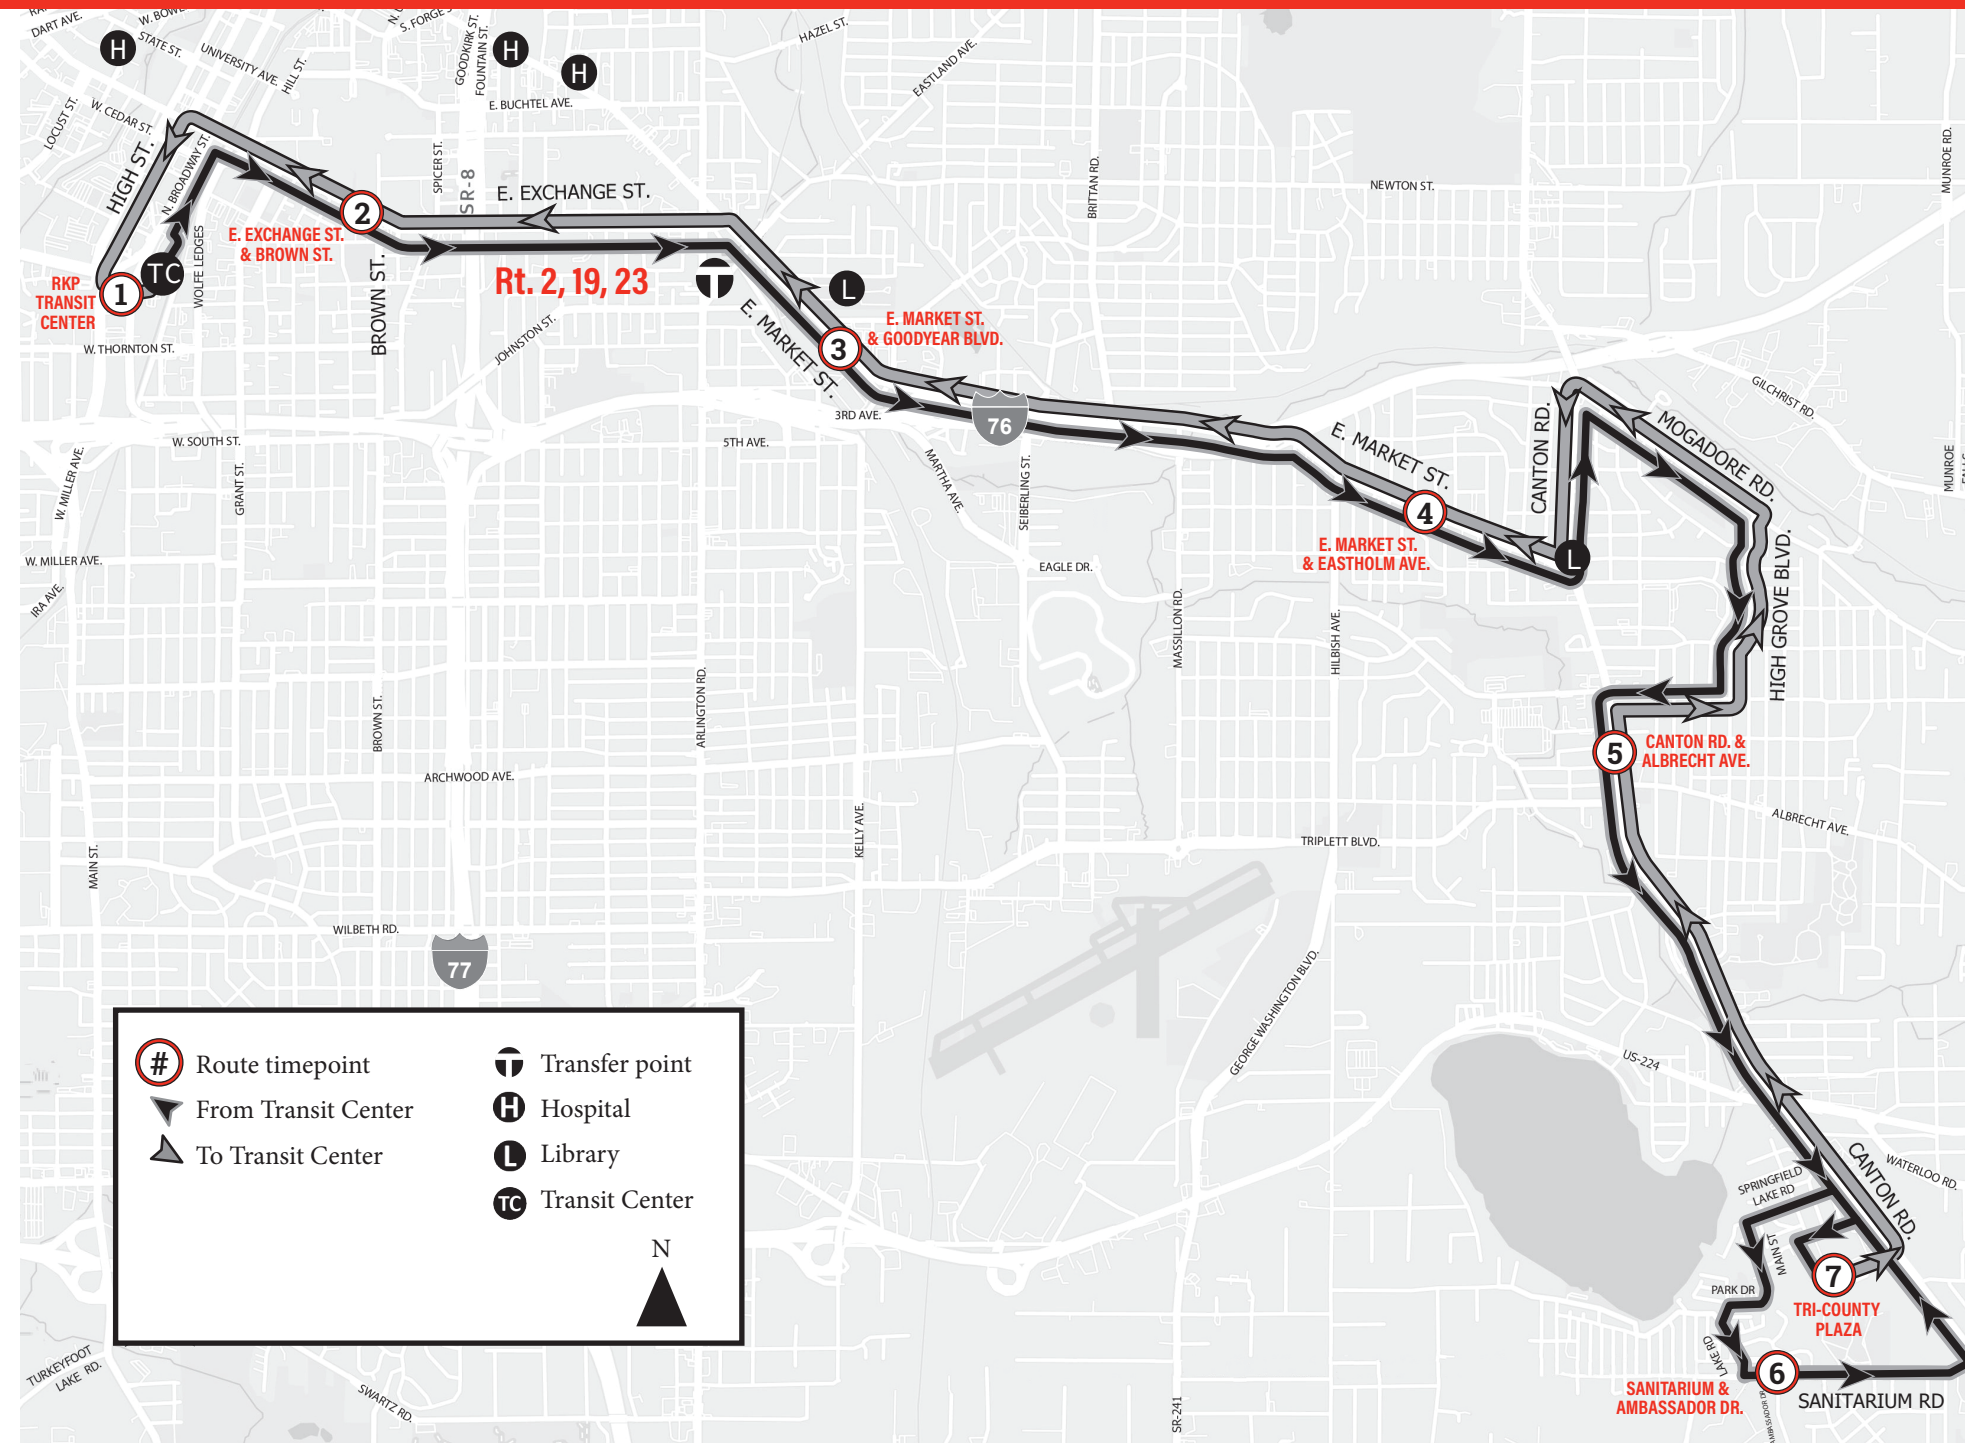 DART AVE.
W. BOWE
STATE ST.
UNIVERSITY AVE.
HILL ST.
N.
S. FORGE S
GOODKIRK ST.
FOUNTAIN ST.
HAZEL ST.
EASTLAND AVE.
H
H
H
E. BUCHTEL AVE.
LOCUST ST.
W. CEDAR ST.
HIGH ST.
N. BROADWAY ST.
SPICER ST.
SR-8
E. EXCHANGE ST.
BRITTAN RD.
NEWTON ST.
MUNROE RD.
2
E. EXCHANGE ST.
& BROWN ST.
WOLFE LEDGES
BROWN ST.
TC
1
RKP
TRANSIT
CENTER
Rt. 2, 19, 23
T
L
E. MARKET ST.
3
E. MARKET ST.
& GOODYEAR BLVD.
W. THORNTON ST.
JOHNSTON ST.
3RD AVE.
76
GILCHRIST RD.
MOGADORE RD.
CANTON RD.
E. MARKET ST.
W. SOUTH ST.
5TH AVE.
W. MILLER AVE.
GRANT ST.
MARTHA AVE.
SEIBERLING ST.
MUNROE
4
E. MARKET ST.
& EASTHOLM AVE.
L
W. MILLER AVE.
IRA AVE.
EAGLE DR.
MASSILLON RD.
HILBISH AVE.
HIGH GROVE BLVD.
BROWN ST.
ARLINGTON RD.
5
CANTON RD. &
ALBRECHT AVE.
ARCHWOOD AVE.
KELLY AVE.
TRIPLETT BLVD.
ALBRECHT AVE.
MAIN ST.
WILBETH RD.
77
GEORGE WASHINGTON BLVD.
US-224
# Route timepoint
From Transit Center
To Transit Center
T Transfer point
H Hospital
L Library
TC Transit Center
N
CANTON RD.
WATERLOO RD.
SPRINGFIELD
LAKE RD
MAIN ST
PARK DR
7
TRI-COUNTY
PLAZA
LAKE RD
6
SANITARIUM &
AMBASSADOR DR.
SANITARIUM RD
TURKEYFOOT
LAKE RD.
SWARTZ RD.
SR-241